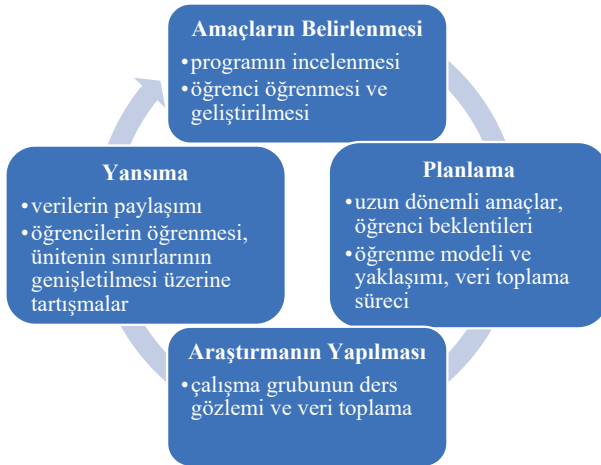 Amaçların Belirlenmesi
•programın incelenmesi
•öğrenci öğrenmesi ve
geliştirilmesi
Planlama
•uzun dönemli amaçlar,
öğrenci beklentileri
•öğrenme modeli ve
yaklaşımı, veri toplama
süreci
Araştırmanın Yapılması
•çalışma grubunun ders
gözlemi ve veri toplama
Yansıma
•verilerin paylaşımı
•öğrencilerin öğrenmesi,
ünitenin sınırlarının
genişletilmesi üzerine
tartışmalar